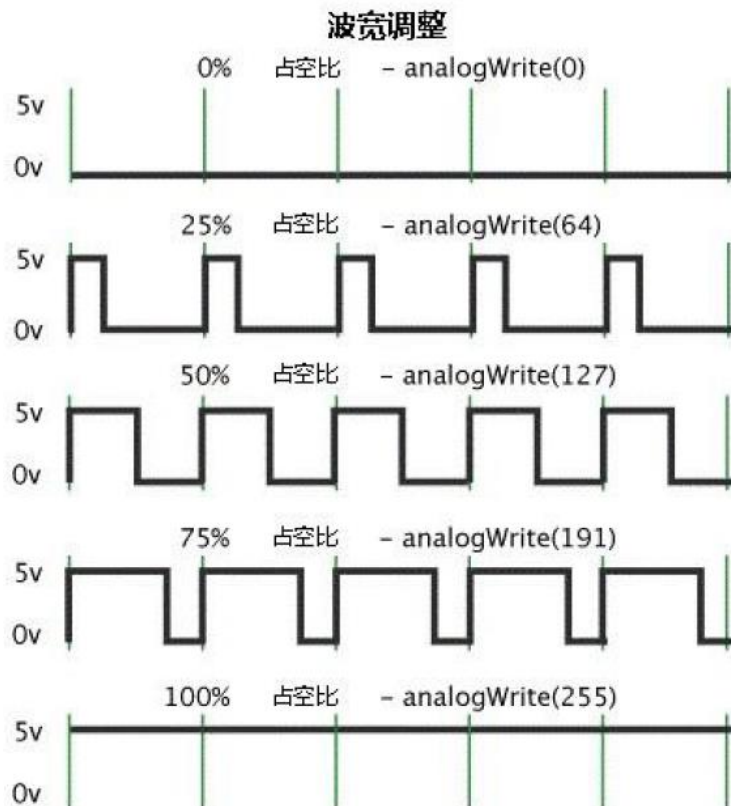 波宽调整
0% 占空比 - analogWrite(0)
5v
0v
25% 占空比 - analogWrite(64)
5v
0v
50% 占空比 - analogWrite(127)
5v
0v
75% 占空比 - analogWrite(191)
5v
0v
100% 占空比 - analogWrite(255)
5v
0v